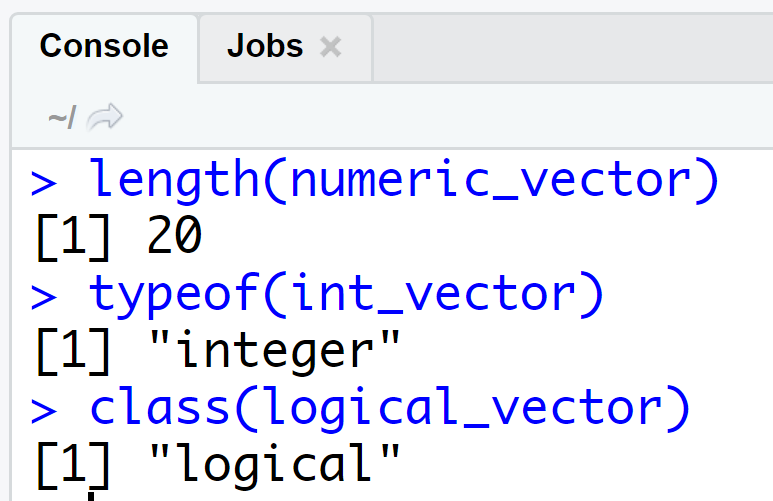 Console Jobs
~/
> length(numeric_vector)
[1] 20
> typeof(int_vector)
[1] "integer"
> class(logical_vector)
[1] "logical"